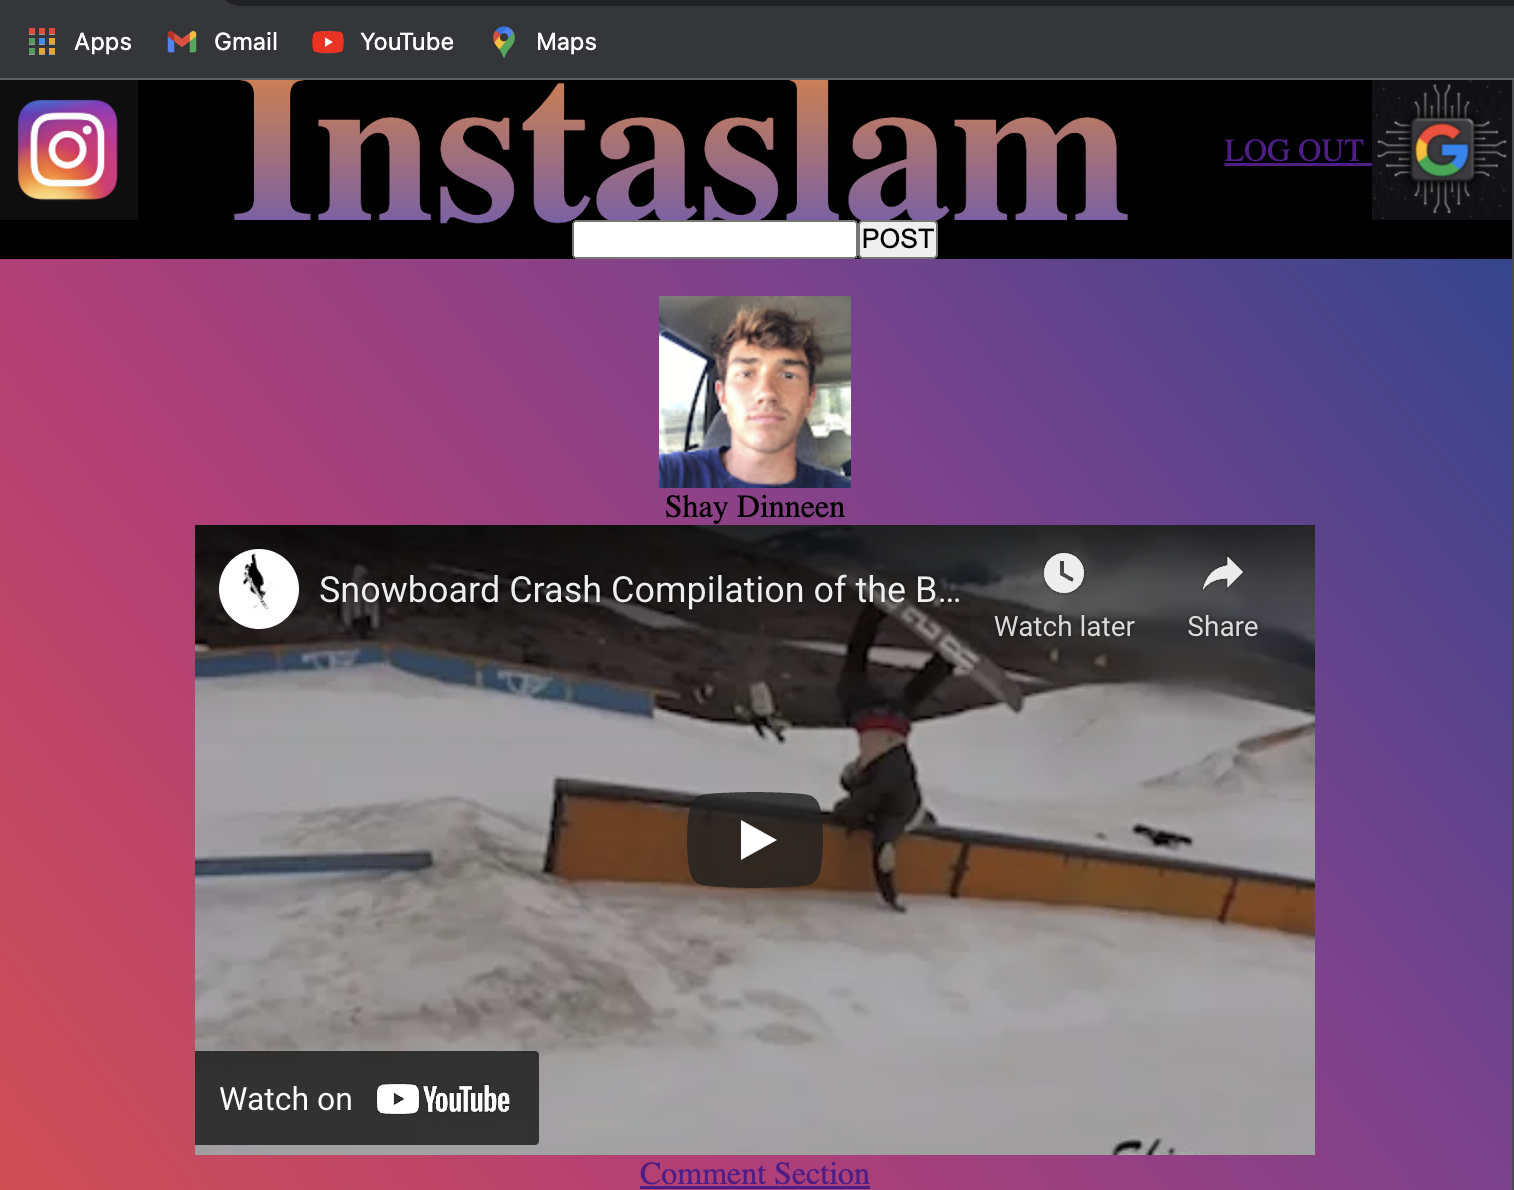 Apps Gmail YouTube Maps
Instaslam
LOG OUT
POST
Shay Dinneen
Snowboard Crash Compilation of the B...
Watch later Share
Watch on YouTube
Comment Section